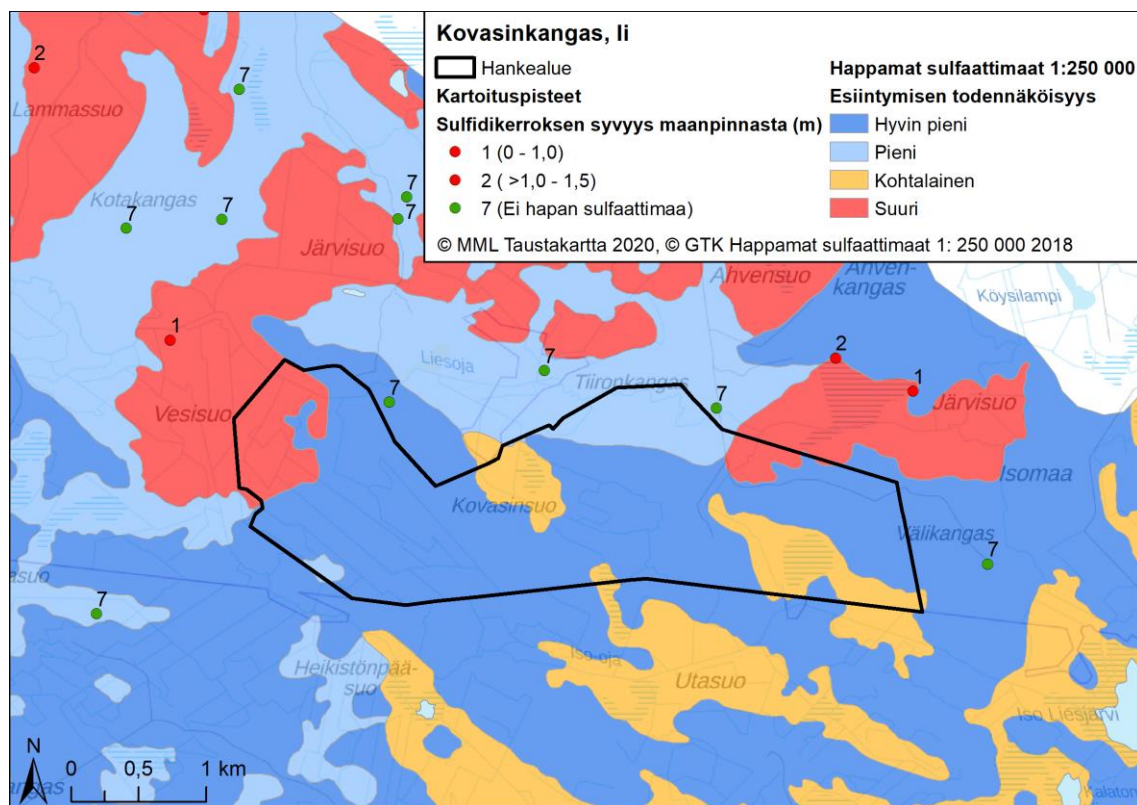 Kovasinkangas, Ii
Hankealue
Kartoituspisteet
Sulfidikerroksen syvyys maanpinnasta (m)
1 (0 - 1,0)
2 ( >1,0 - 1,5)
7 (Ei hapan sulfaattimaa)
Happamat sulfaattimaat 1:250 000
Esiintymisen todennäköisyys
Hyvin pieni
Pieni
Kohtalainen
Suuri
© MML Taustakartta 2020, © GTK Happamat sulfaattimaat 1: 250 000 2018
2
7
Lammassuo
Kotakangas
7
7
7
7
Järvisuo
Ahvensuo
Ahven-
kangas
Köysilampi
1
2
Liesoja
7
Tiironkangas
7
7
1
Järvisuo
Vesisuo
Isomaa
Kovasinsuo
Välikangas
7
asuo
7
Iso-oja
Heikistönpää-
suo
Utasuo
Iso Liesjärvi
N
0 0,5 1 km
kangas
Kalaton